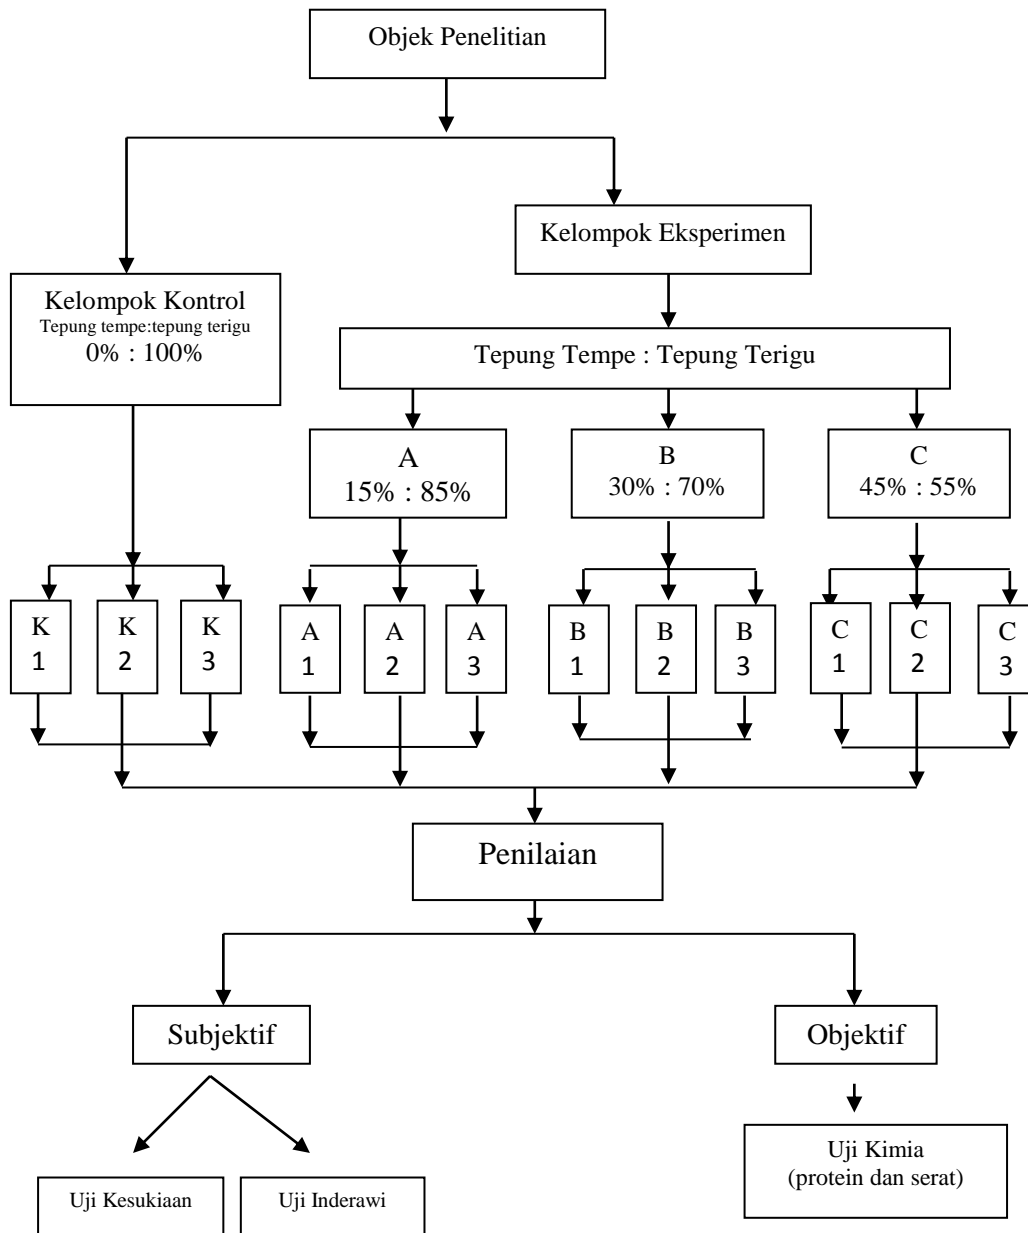 Objek Penelitian
Kelompok Eksperimen
Kelompok Kontrol
Tepung tempe:tepung terigu
0% : 100%
Tepung Tempe : Tepung Terigu
A
15% : 85%
B
30% : 70%
C
45% : 55%
K
1
K
2
K
3
A
1
A
2
A
3
B
1
B
2
B
3
C
1
C
2
C
3
Penilaian
Subjektif
Objektif
Uji Kesukiaan
Uji Inderawi
Uji Kimia
(protein dan serat)